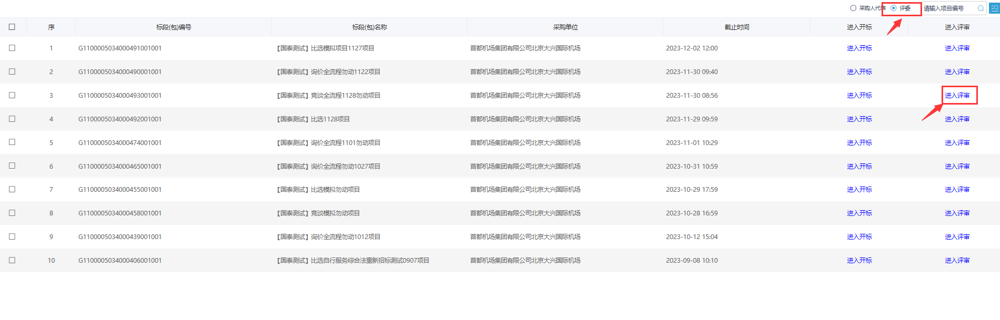 采购人代表 评委 请输入项目编号
序 标段(包)编号 标段(包)名称 采购单位 截止时间 进入开标 进入评审
1 G1100005034000491001001 【国泰测试】比选模拟项目1127项目 首都机场集团有限公司北京大兴国际机场 2023-12-02 12:00 进入开标 进入评审
2 G1100005034000490001001 【国泰测试】询价全流程勿动1122项目 首都机场集团有限公司北京大兴国际机场 2023-11-30 09:40 进入开标 进入评审
3 G1100005034000493001001 【国泰测试】竞谈全流程1128勿动项目 首都机场集团有限公司北京大兴国际机场 2023-11-30 08:56 进入开标 进入评审
4 G1100005034000492001001 【国泰测试】比选1128项目 首都机场集团有限公司北京大兴国际机场 2023-11-29 09:59 进入开标 进入评审
5 G1100005034000474001001 【国泰测试】询价全流程1101勿动项目 首都机场集团有限公司北京大兴国际机场 2023-11-01 10:29 进入开标 进入评审
6 G1100005034000465001001 【国泰测试】询价全流程勿动1027项目 首都机场集团有限公司北京大兴国际机场 2023-10-31 10:59 进入开标 进入评审
7 G1100005034000455001001 【国泰测试】比选模拟勿动项目 首都机场集团有限公司北京大兴国际机场 2023-10-29 17:59 进入开标 进入评审
8 G1100005034000458001001 【国泰测试】竞谈模拟勿动项目 首都机场集团有限公司北京大兴国际机场 2023-10-28 16:59 进入开标 进入评审
9 G1100005034000439001001 【国泰测试】询价全流程勿动1012项目 首都机场集团有限公司北京大兴国际机场 2023-10-12 15:04 进入开标 进入评审
10 G1100005034000406001001 【国泰测试】比选自行服务综合法重新招标测试0907项目 首都机场集团有限公司北京大兴国际机场 2023-09-08 10:10 进入开标 进入评审